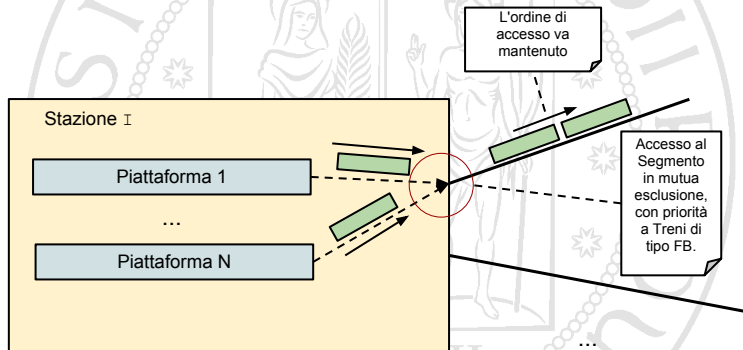 L'ordine di
accesso va
mantenuto
Stazione I
Piattaforma 1
...
Piattaforma N
Accesso al
Segmento
in mutua
esclusione,
con priorità
a Treni di
tipo FB.
...